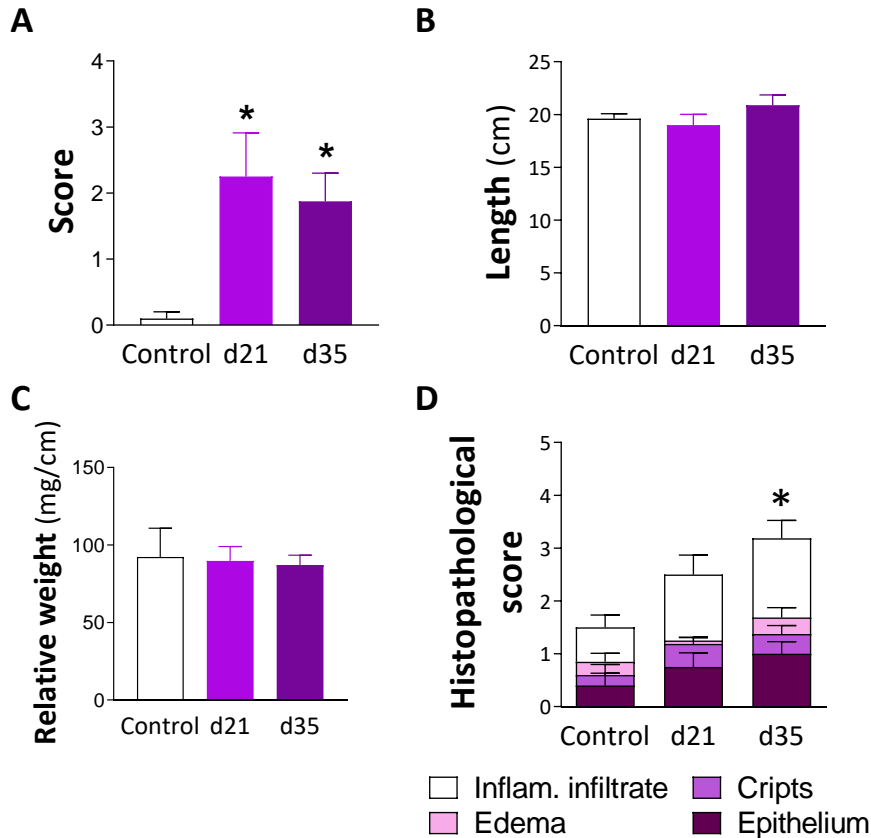 A
Score
4
3
2
1
0
*
*
Control d21 d35
B
Length (cm)
25
20
15
10
5
0
Control d21 d35
C
Relative weight (mg/cm)
150
100
50
0
Control d21 d35
D
Histopathological
score
5
4
3
2
1
0
*
Control d21 d35
Inflam. infiltrate
Cripts
Edema
Epithelium